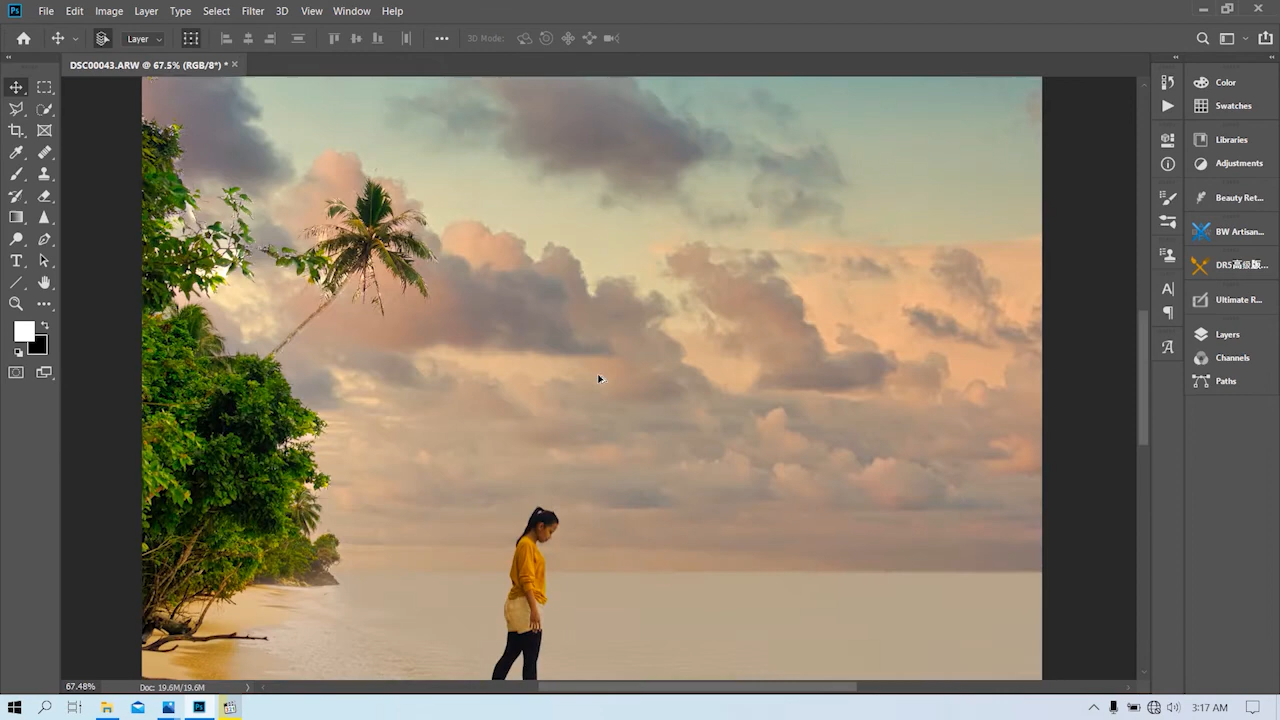 Ps File Edit Image Layer Type Select Filter 3D View Window Help
Layer 3D Mode:
DSC00043.ARW @ 67.5% (RGB/8*) * ×
Color
Swatches
Libraries
Adjustments
Beauty Ret...
BW Artisan...
DR5高级版...
Ultimate R...
Layers
Channels
Paths
67.48% Doc: 19.6M/19.6M
Ps 3:17 AM